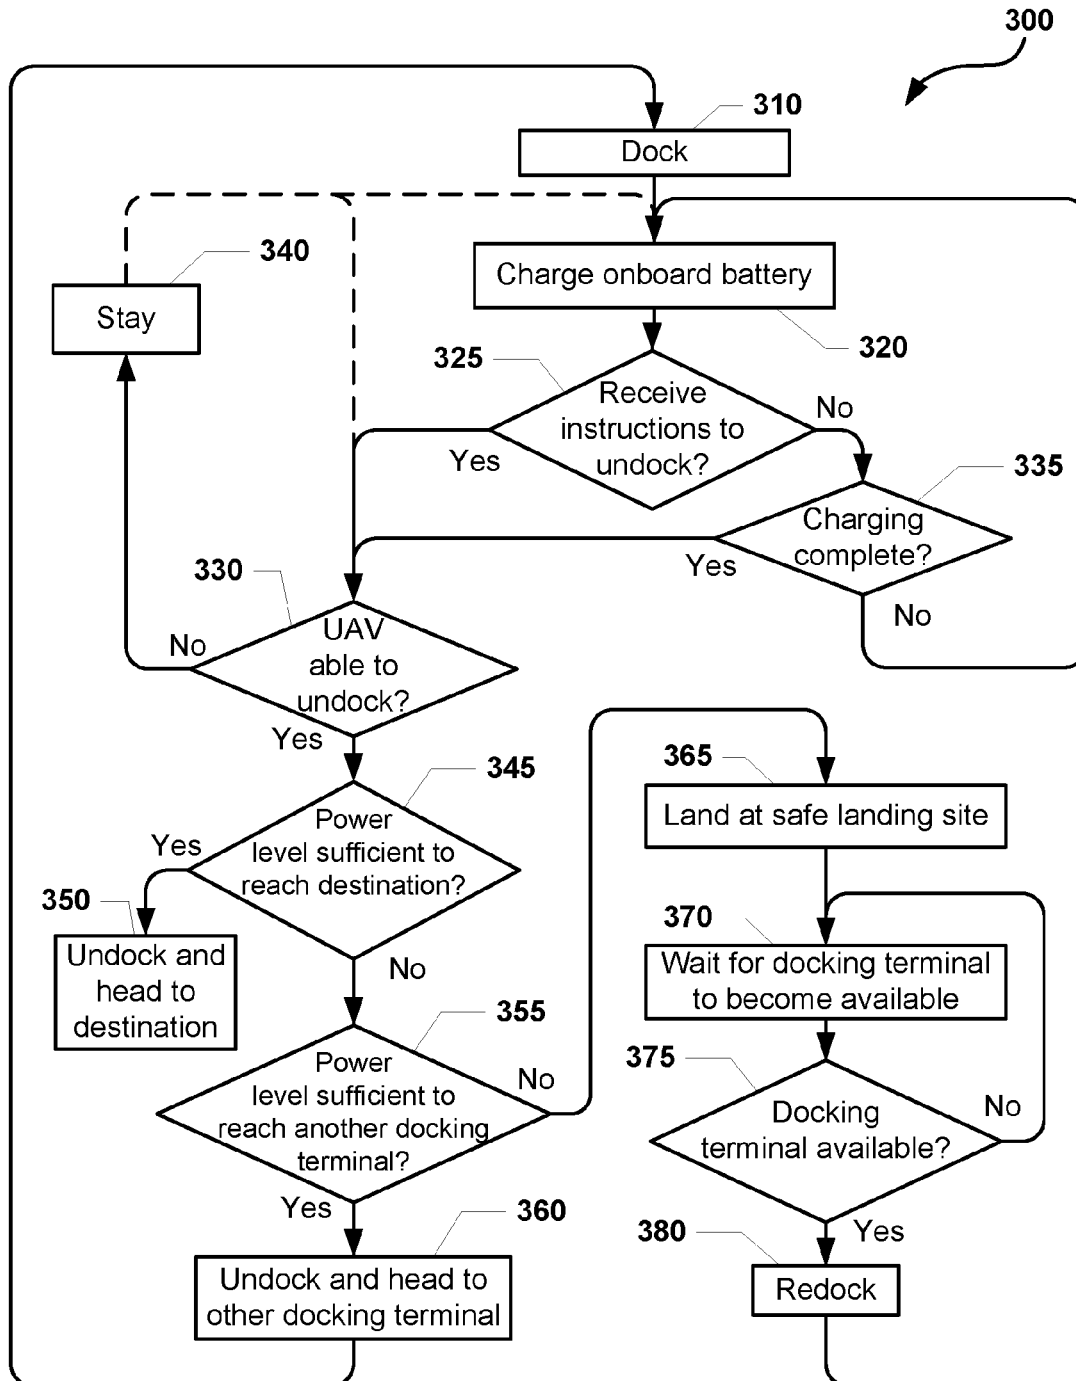 300
310
Dock
340
Stay
Charge onboard battery
320
325
Receive
instructions to
undock?
No
Yes
335
Charging
complete?
Yes
No
330
UAV
able to
undock?
No
Yes
345
Power
level sufficient to
reach destination?
Yes
350
Undock and
head to
destination
No
355
Power
level sufficient to
reach another docking
terminal?
No
Yes
360
Undock and head to
other docking terminal
365
Land at safe landing site
370
Wait for docking terminal
to become available
375
Docking
terminal available?
No
Yes
380
Redock